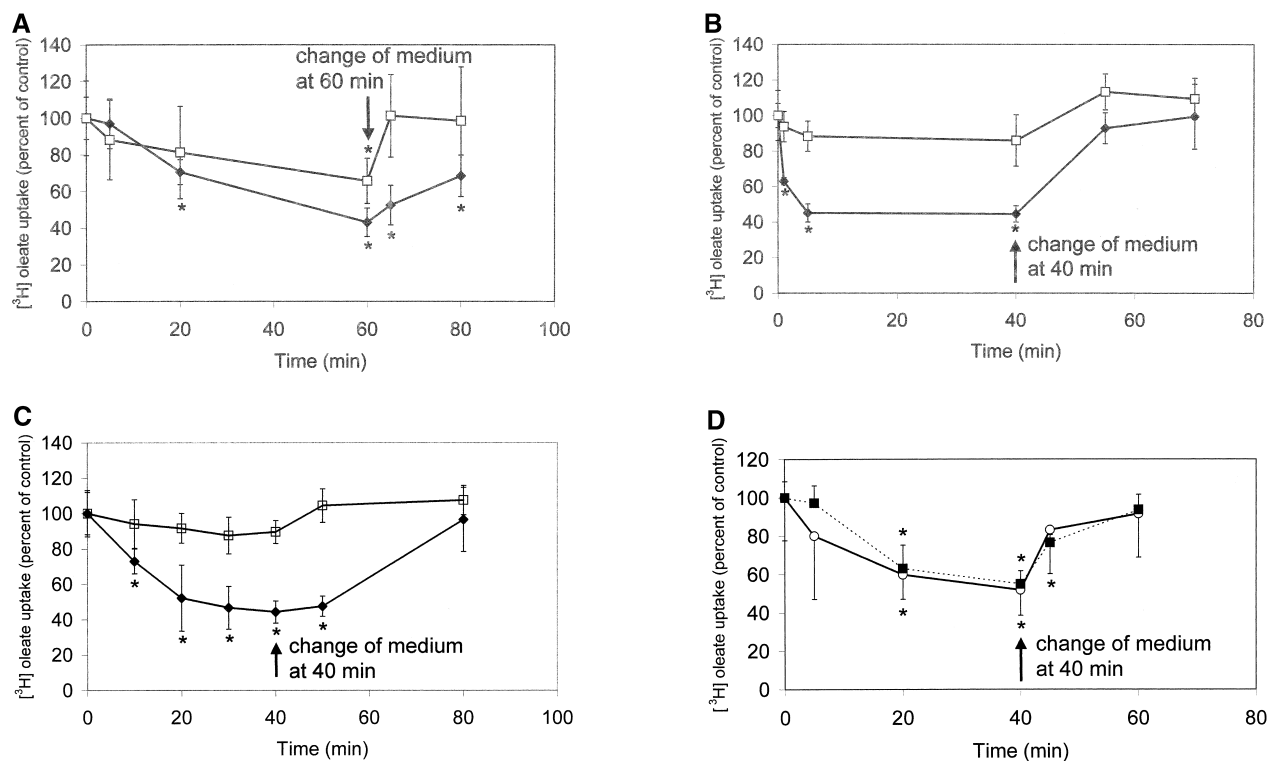 A
[³H] oleate uptake (percent of control)
140
120
100
80
60
40
20
0
change of medium
at 60 min
*
*
*
*
*
0 20 40 60 80 100
Time (min)
B
[³H] oleate uptake (percent of control)
140
120
100
80
60
40
20
0
*
*
*
change of medium
at 40 min
0 20 40 60 80
Time (min)
C
[³H] oleate uptake (percent of control)
140
120
100
80
60
40
20
0
*
*
*
*
*
change of medium
at 40 min
0 20 40 60 80 100
Time (min)
D
[³H] oleate uptake (percent of control)
120
100
80
60
40
20
0
*
*
*
*
*
change of medium
at 40 min
0 20 40 60 80
Time (min)